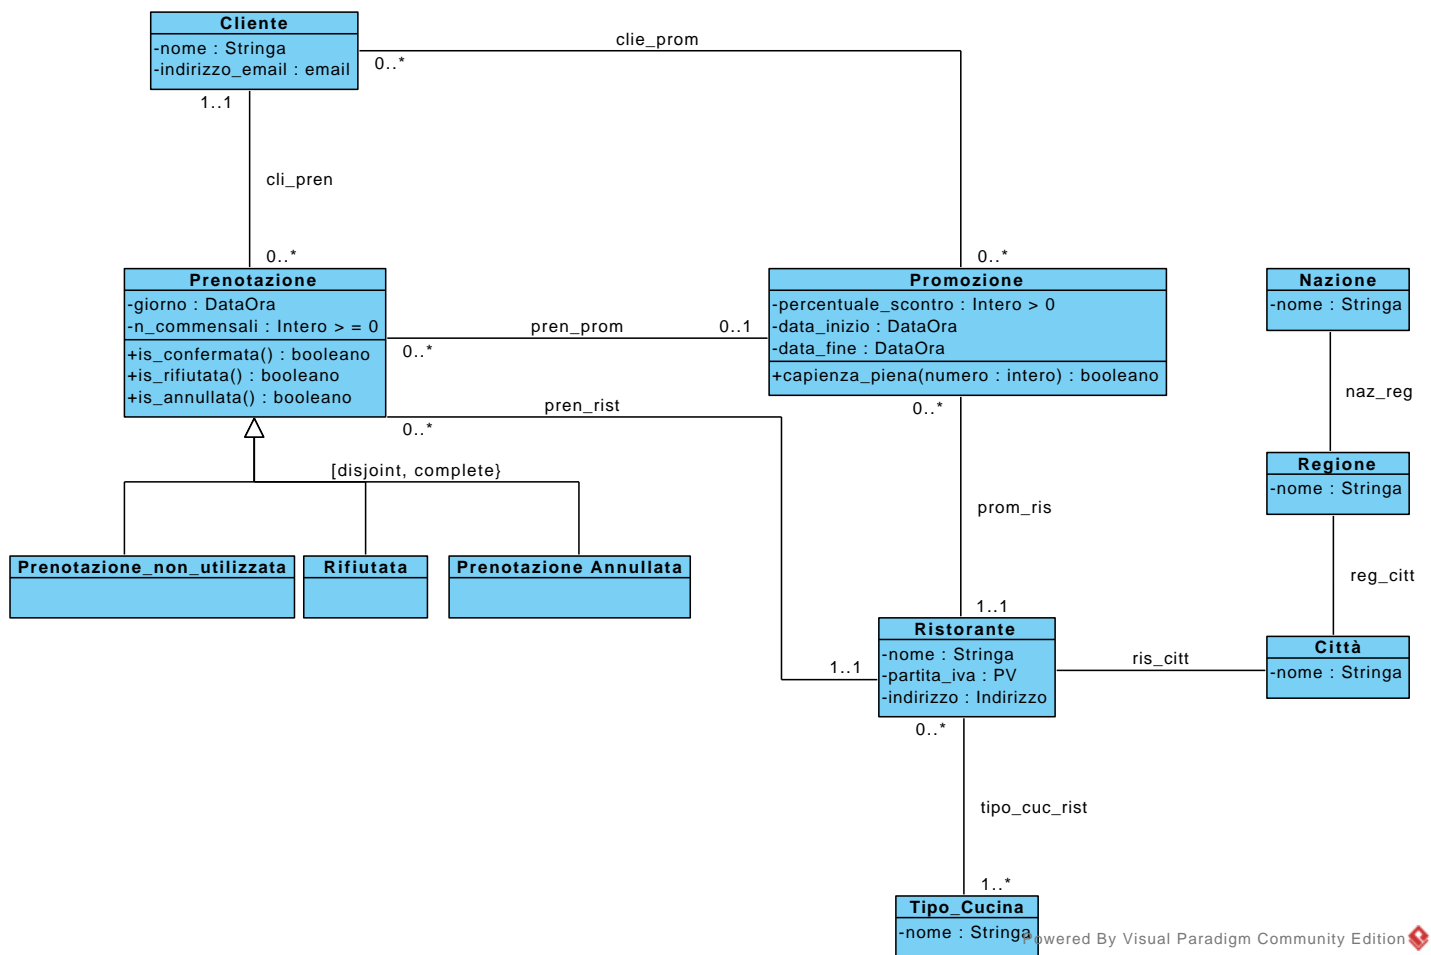 Cliente
-nome : Stringa
-indirizzo_email : email
clie_prom
0..*
1..1
cli_pren
0..*
0..*
Prenotazione
-giorno : DataOra
-n_commensali : Intero > = 0
+is_confermata() : booleano
+is_rifiutata() : booleano
+is_annullata() : booleano
pren_prom
0..1
0..*
Promozione
-percentuale_scontro : Intero > 0
-data_inizio : DataOra
-data_fine : DataOra
+capienza_piena(numero : intero) : booleano
Nazione
-nome : Stringa
naz_reg
pren_rist
0..*
0..*
[disjoint, complete}
Regione
-nome : Stringa
prom_ris
Prenotazione_non_utilizzata
Rifiutata
Prenotazione Annullata
reg_citt
1..1
Ristorante
-nome : Stringa
-partita_iva : PV
-indirizzo : Indirizzo
1..1
ris_citt
Città
-nome : Stringa
0..*
tipo_cuc_rist
1..*
Tipo_Cucina
-nome : Stringa
Powered By Visual Paradigm Community Edition